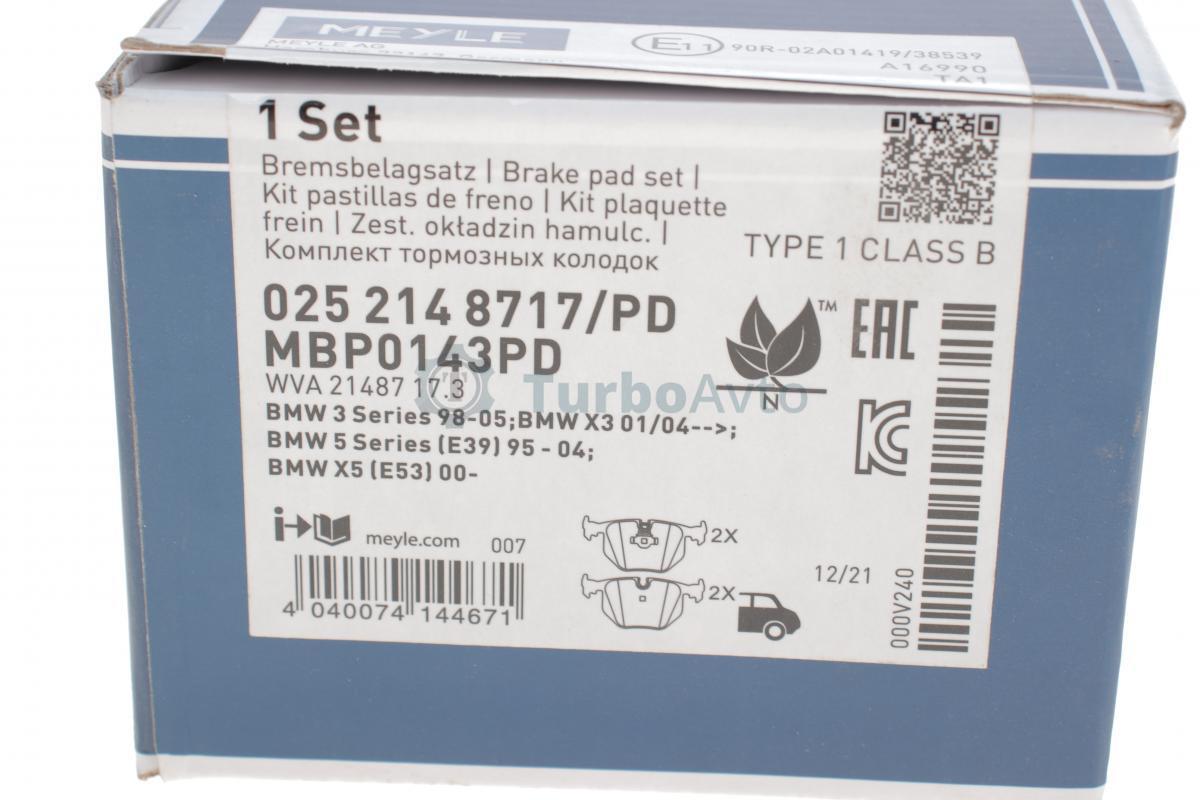 MEYLE
MEYLE AG
E11 90R-02A01419/38539
A16990
TA1
1 Set
Bremsbelagsatz | Brake pad set |
Kit pastillas de freno | Kit plaquette
frein | Zest. okładzin hamulc. |
Комплект тормозных колодок
TYPE 1 CLASS B
025 214 8717/PD
MBP0143PD
WVA 21487 17.3
TurboAvto
BMW 3 Series 98-05;BMW X3 01/04-->;
BMW 5 Series (E39) 95 - 04;
BMW X5 (E53) 00-
TM
N
EAC
KC
i
meyle.com
007
2X
2X
12/21
000V240
4 040074 144671